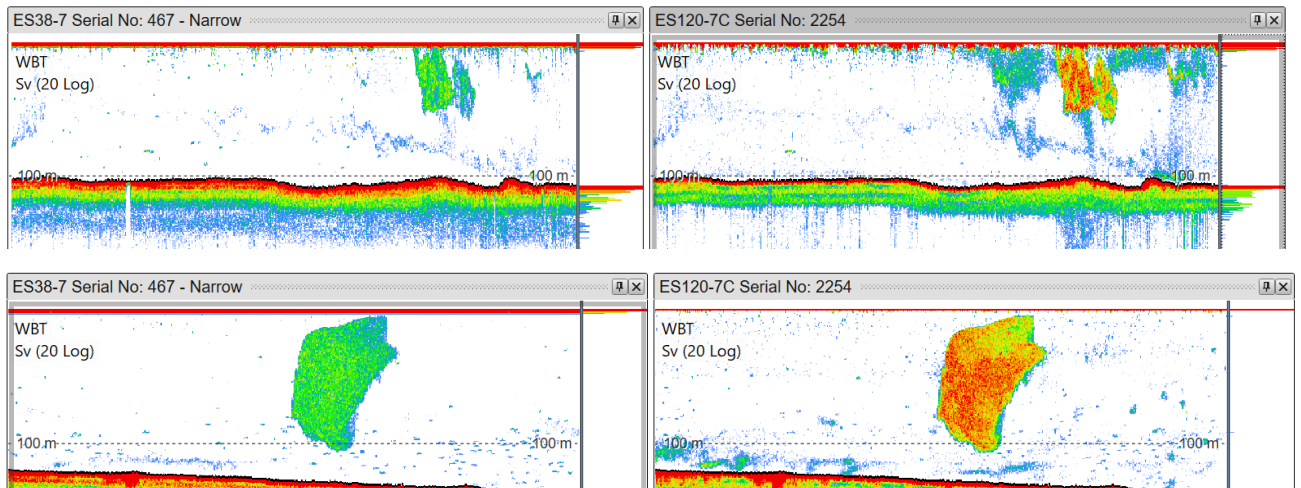 ES38-7 Serial No: 467 - Narrow
ES120-7C Serial No: 2254
WBT
Sv (20 Log)
WBT
Sv (20 Log)
100 m
100 m
100 m
100 m
ES38-7 Serial No: 467 - Narrow
ES120-7C Serial No: 2254
WBT
Sv (20 Log)
WBT
Sv (20 Log)
100 m
100 m
100 m
100 m